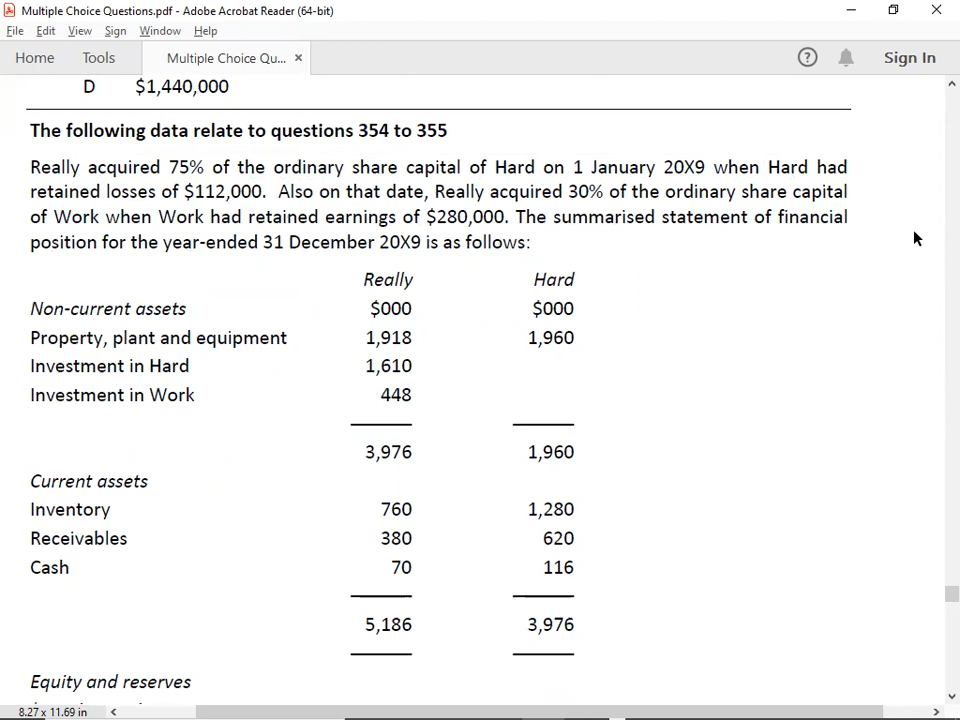 Multiple Choice Questions.pdf - Adobe Acrobat Reader (64-bit)
File Edit View Sign Window Help
Home Tools Multiple Choice Qu... × ? Sign In
D $1,440,000
The following data relate to questions 354 to 355
Really acquired 75% of the ordinary share capital of Hard on 1 January 20X9 when Hard had
retained losses of $112,000. Also on that date, Really acquired 30% of the ordinary share capital
of Work when Work had retained earnings of $280,000. The summarised statement of financial
position for the year-ended 31 December 20X9 is as follows:
Really Hard
Non-current assets $000 $000
Property, plant and equipment 1,918 1,960
Investment in Hard 1,610
Investment in Work 448
3,976 1,960
Current assets
Inventory 760 1,280
Receivables 380 620
Cash 70 116
5,186 3,976
Equity and reserves
8.27 x 11.69 in